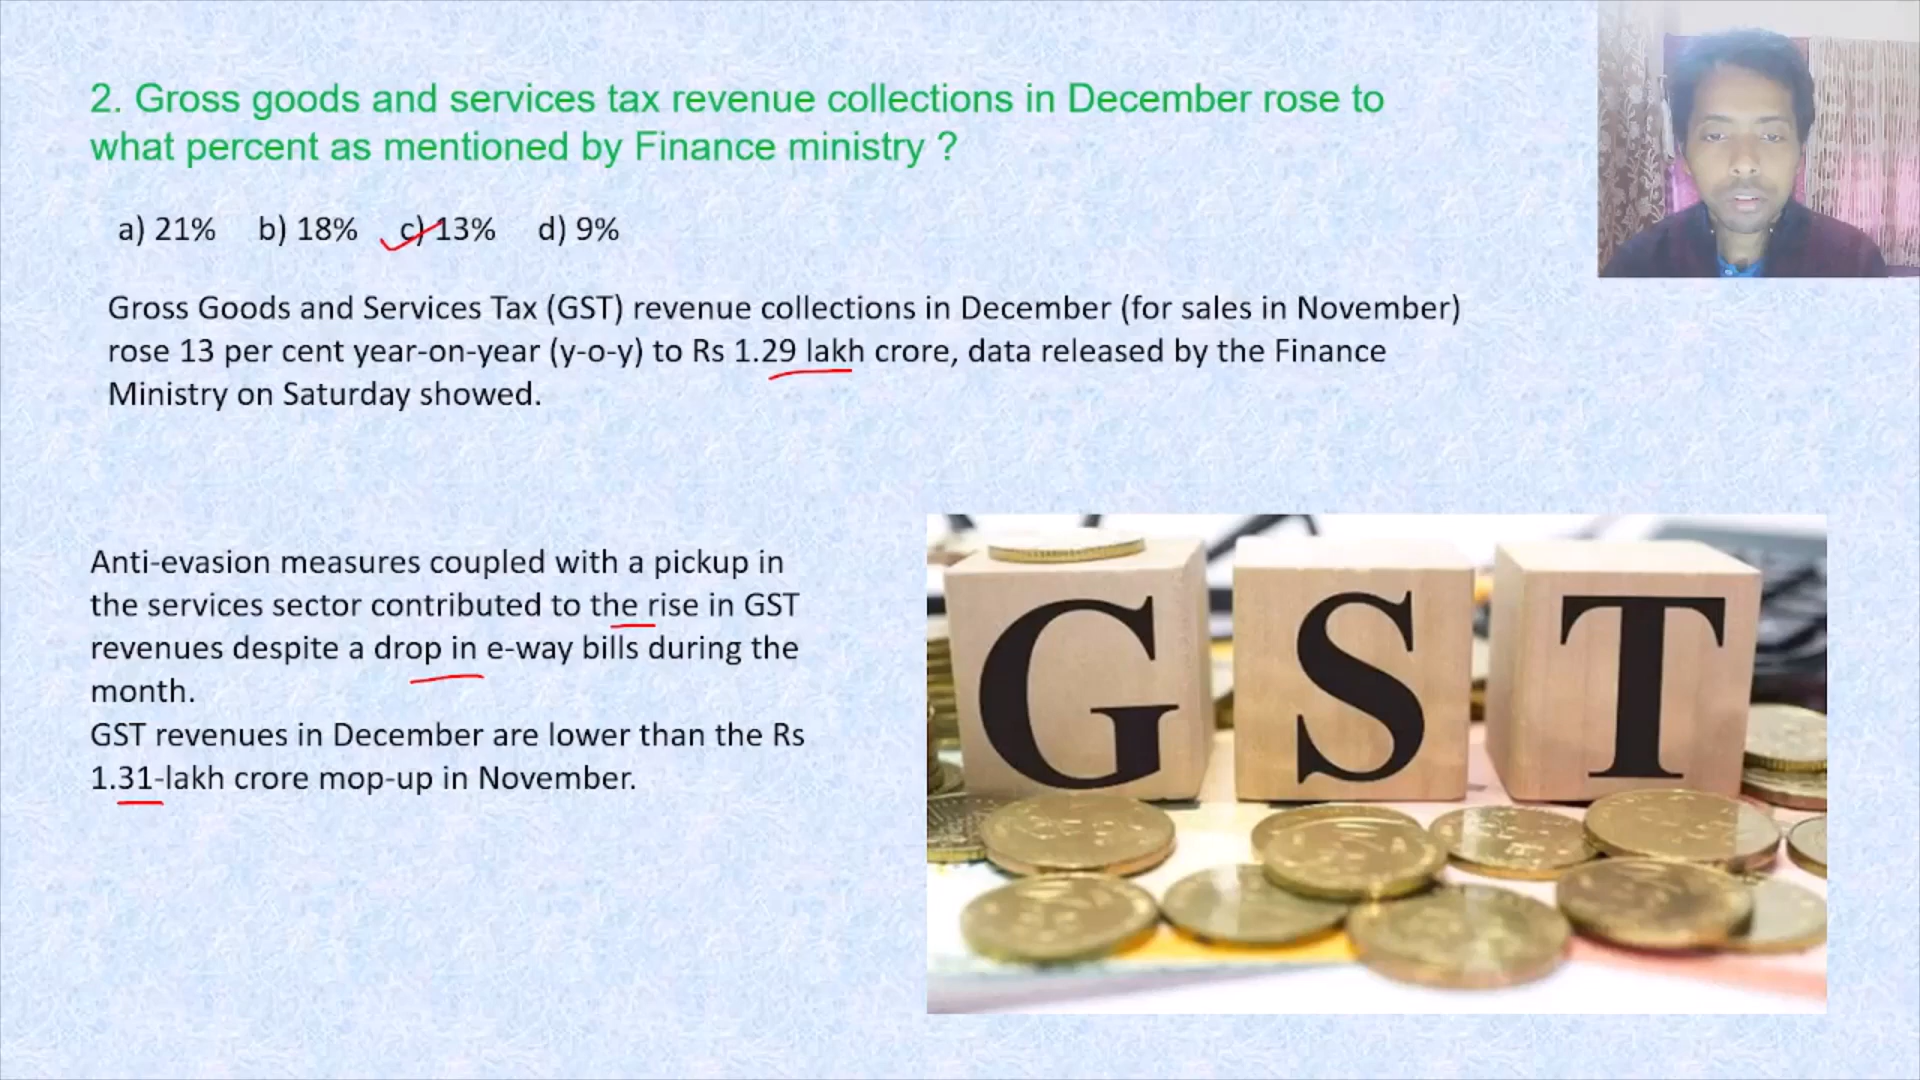 2. Gross goods and services tax revenue collections in December rose to
what percent as mentioned by Finance ministry ?
a) 21% b) 18% c) 13% d) 9%
Gross Goods and Services Tax (GST) revenue collections in December (for sales in November)
rose 13 per cent year-on-year (y-o-y) to Rs 1.29 lakh crore, data released by the Finance
Ministry on Saturday showed.
Anti-evasion measures coupled with a pickup in
the services sector contributed to the rise in GST
revenues despite a drop in e-way bills during the
month.
GST revenues in December are lower than the Rs
1.31-lakh crore mop-up in November.
G S T